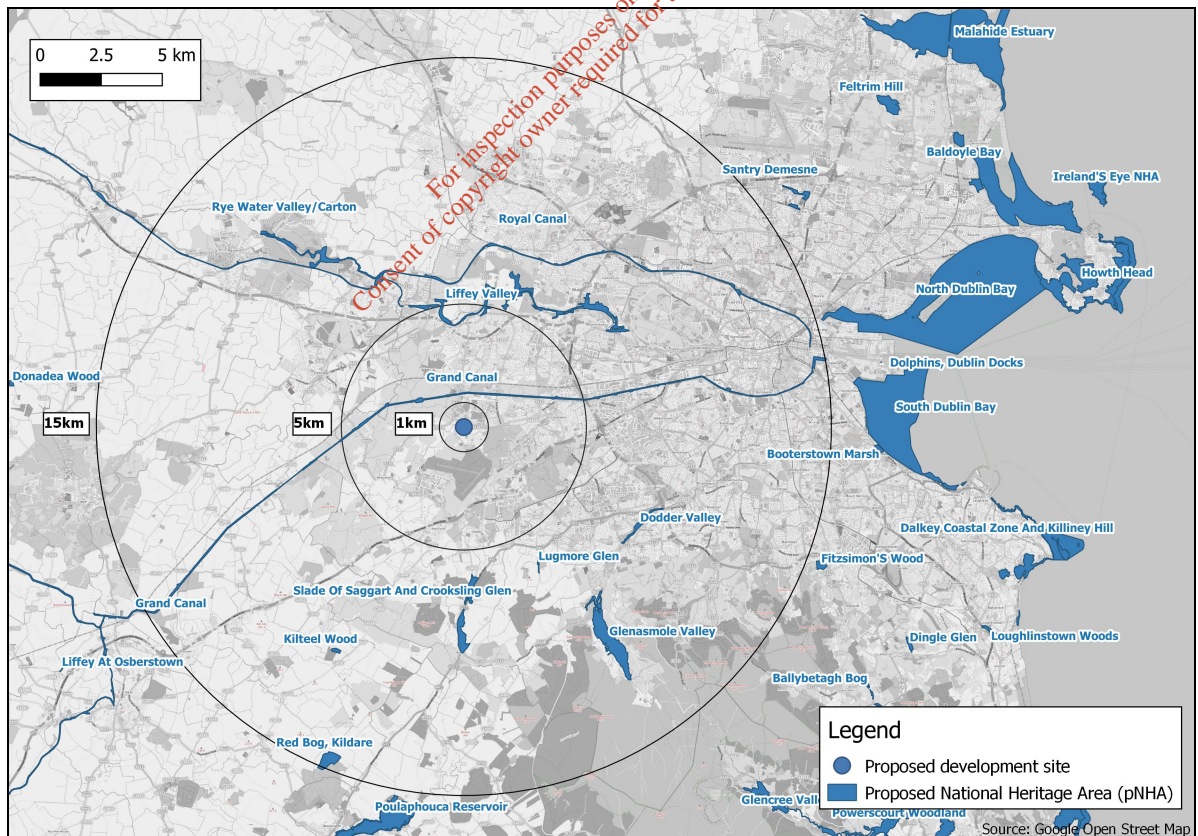 0 2.5 5 km
For inspection purposes o
Consent of copyright owner required for
Malahide Estuary
Feltrim Hill
Baldoyle Bay
Santry Demesne
Ireland'S Eye NHA
Rye Water Valley/Carton
Royal Canal
Howth Head
North Dublin Bay
Liffey Valley
Dolphins, Dublin Docks
Donadea Wood
Grand Canal
South Dublin Bay
15km
5km
1km
Booterstown Marsh
Dodder Valley
Dalkey Coastal Zone And Killiney Hill
Lugmore Glen
Fitzsimon'S Wood
Slade Of Saggart And Crooksling Glen
Grand Canal
Glenasmole Valley
Kilteel Wood
Dingle Glen
Loughlinstown Woods
Liffey At Osberstown
Ballybetagh Bog
Red Bog, Kildare
Poulaphouca Reservoir
Glencree Vall
Powerscourt Woodland
Legend
Proposed development site
Proposed National Heritage Area (pNHA)
Source: Google Open Street Map